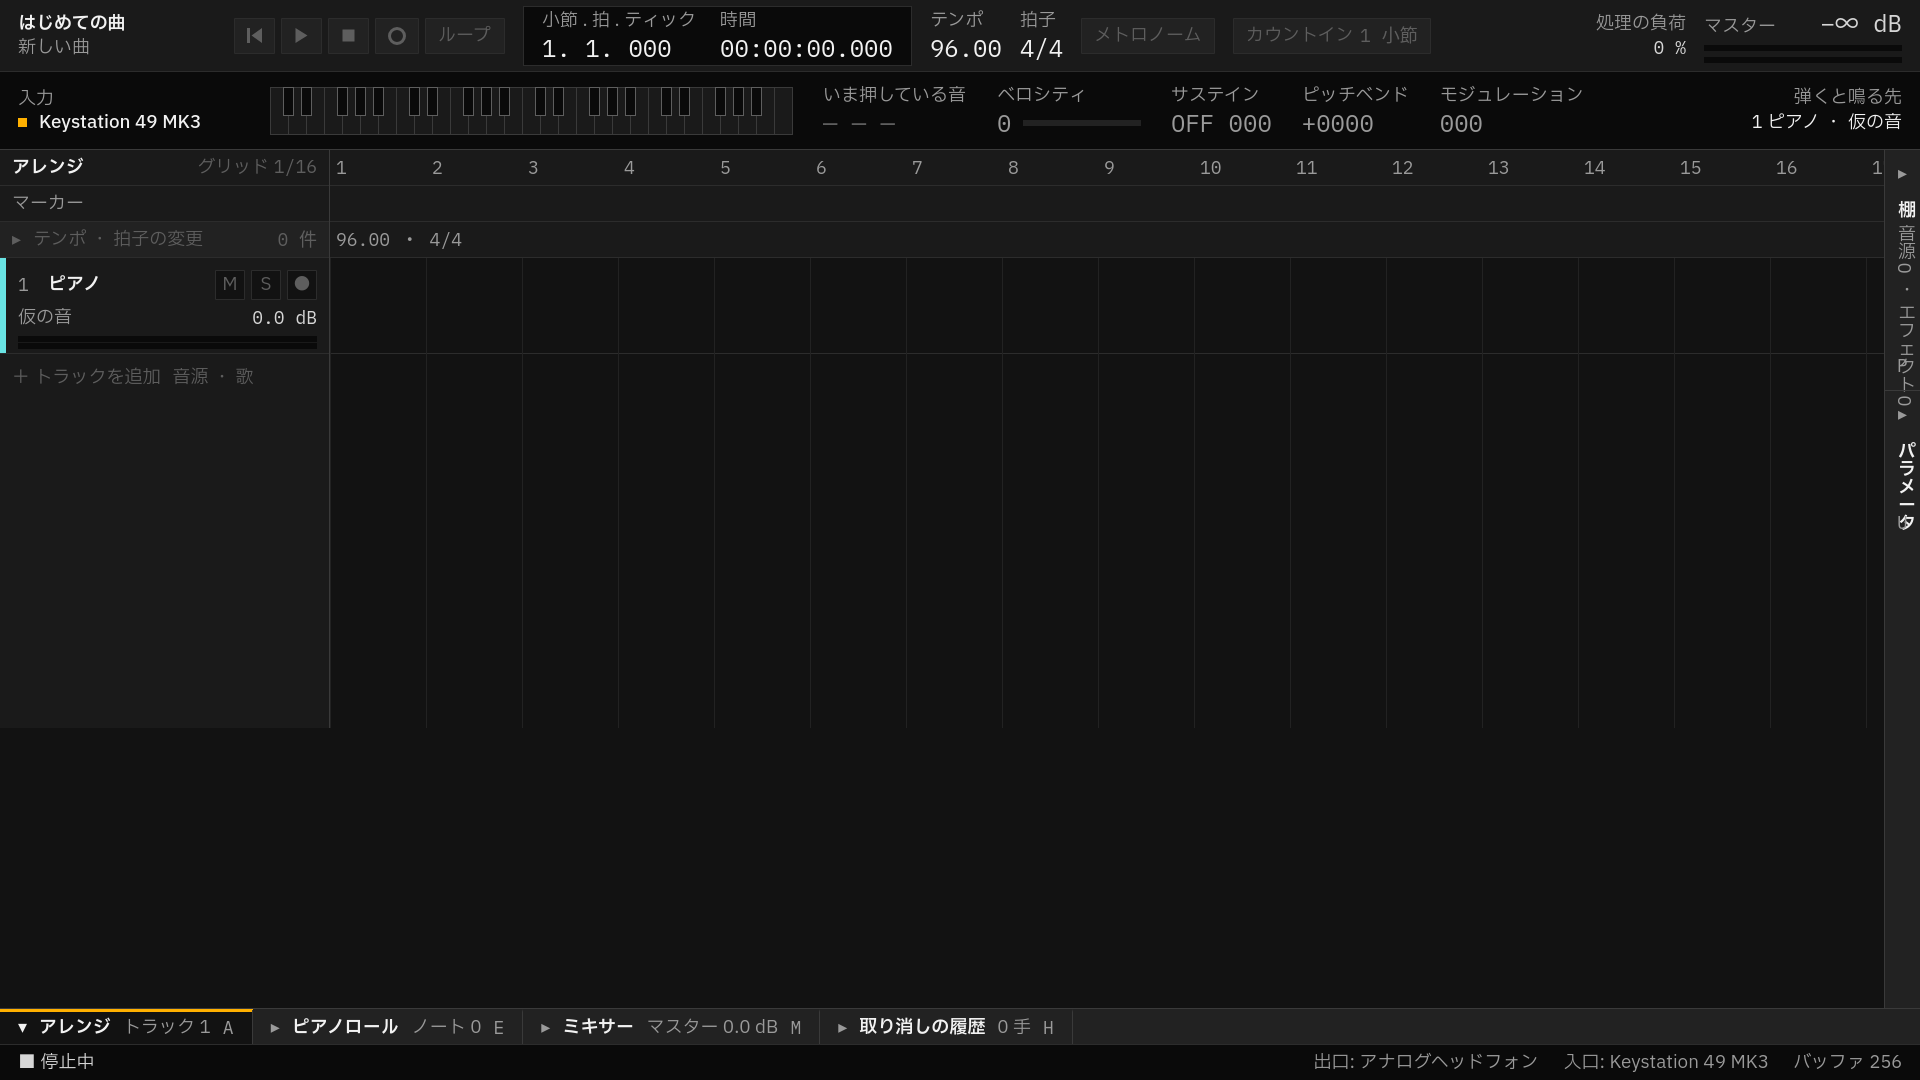 はじめての曲
新しい曲
ループ
小節 . 拍 . ティック 時間
1. 1. 000 00:00:00.000
テンポ 拍子
96.00 4/4
メトロノーム
カウントイン 1 小節
処理の負荷
0 %
マスター −∞ dB
入力
Keystation 49 MK3
いま押している音
— — —
ベロシティ
0
サステイン
OFF 000
ピッチベンド
+0000
モジュレーション
000
弾くと鳴る先
1 ピアノ ・ 仮の音
アレンジ グリッド 1/16
1 2 3 4 5 6 7 8 9 10 11 12 13 14 15 16 1
マーカー
▸ テンポ ・ 拍子の変更 0 件
96.00 ・ 4/4
1 ピアノ M S
仮の音 0.0 dB
＋ トラックを追加 音源 ・ 歌
▸ 棚 音源 0 ・ エフェクト 0
▸ パラメータ
▾ アレンジ トラック 1 A
▸ ピアノロール ノート 0 E
▸ ミキサー マスター 0.0 dB M
▸ 取り消しの履歴 0 手 H
■ 停止中
出口: アナログヘッドフォン 入口: Keystation 49 MK3 バッファ 256